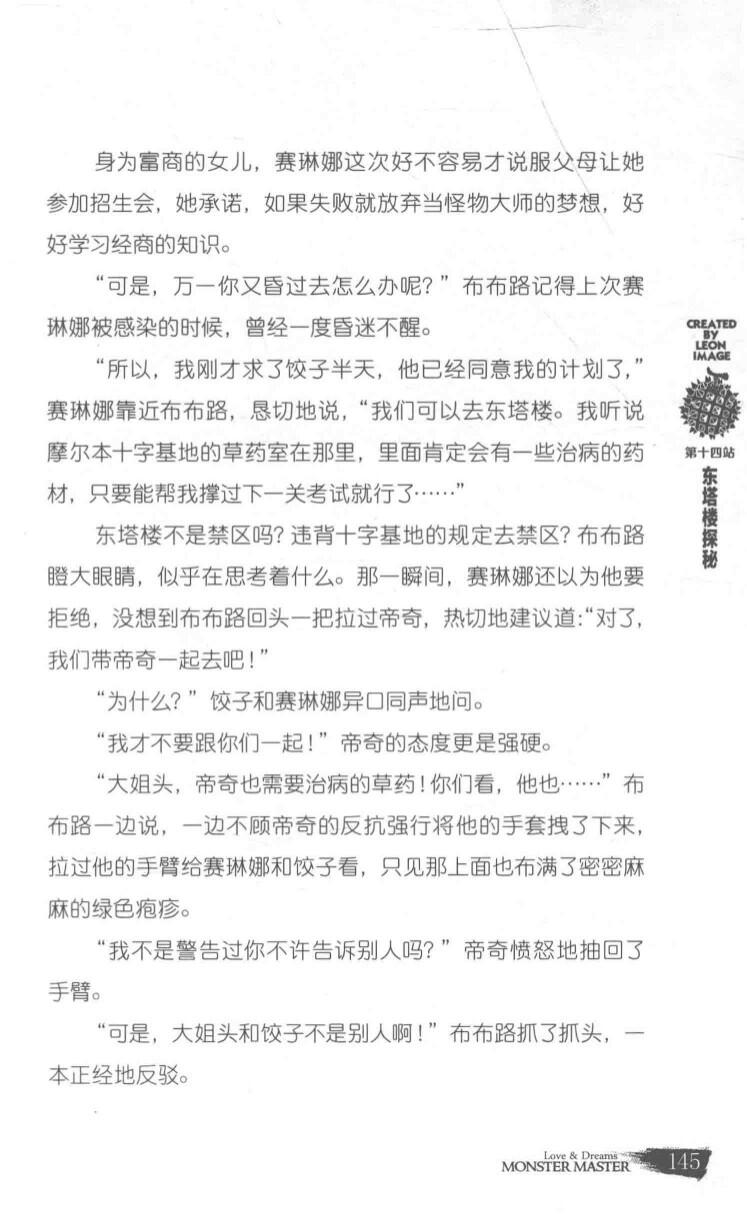 身为富商的女儿，赛琳娜这次好不容易才说服父母让她
参加招生会，她承诺，如果失败就放弃当怪物大师的梦想，好
好学习经商的知识。
“可是，万一你又昏过去怎么办呢？”布布路记得上次赛
琳娜被感染的时候，曾经一度昏迷不醒。
“所以，我刚才求了饺子半天，他已经同意我的计划了，”
赛琳娜靠近布布路，恳切地说，“我们可以去东塔楼。我听说
摩尔本十字基地的草药室在那里，里面肯定会有一些治病的药
材，只要能帮我撑过下一关考试就行了……”
东塔楼不是禁区吗？违背十字基地的规定去禁区？布布路
瞪大眼睛，似乎在思考着什么。那一瞬间，赛琳娜还以为他要
拒绝，没想到布布路回头一把拉过帝奇，热切地建议道：“对了，
我们带帝奇一起去吧！”
“为什么？”饺子和赛琳娜异口同声地问。
“我才不要跟你们一起！”帝奇的态度更是强硬。
“大姐头，帝奇也需要治病的草药！你们看，他也……”布
布路一边说，一边不顾帝奇的反抗强行将他的手套拽了下来，
拉过他的手臂给赛琳娜和饺子看，只见那上面也布满了密密麻
麻的绿色疱疹。
“我不是警告过你不许告诉别人吗？”帝奇愤怒地抽回了
手臂。
“可是，大姐头和饺子不是别人啊！”布布路抓了抓头，一
本正经地反驳。
CREATED
BY
LEON
IMAGE
第十四站
东塔楼探秘
Love & Dreams
MONSTER MASTER
145